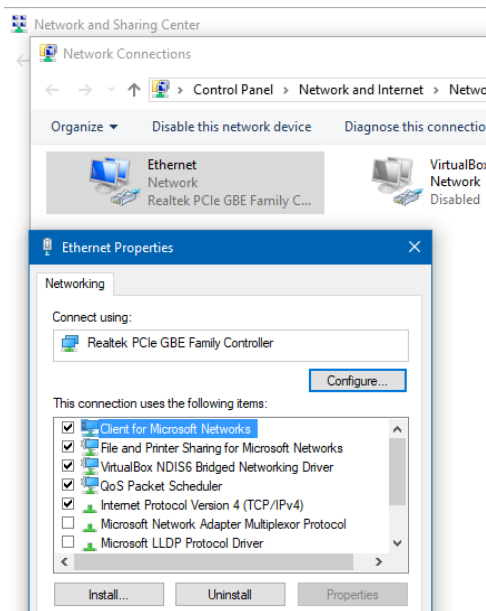 Network and Sharing Center
Network Connections
Control Panel > Network and Internet > Netwo
Organize Disable this network device Diagnose this connectio
Ethernet
Network
Realtek PCIe GBE Family C...
VirtualBox
Network
Disabled
Ethernet Properties
Networking
Connect using:
Realtek PCIe GBE Family Controller
Configure...
This connection uses the following items:
Client for Microsoft Networks
File and Printer Sharing for Microsoft Networks
VirtualBox NDIS6 Bridged Networking Driver
QoS Packet Scheduler
Internet Protocol Version 4 (TCP/IPv4)
Microsoft Network Adapter Multiplexor Protocol
Microsoft LLDP Protocol Driver
Install... Uninstall Properties